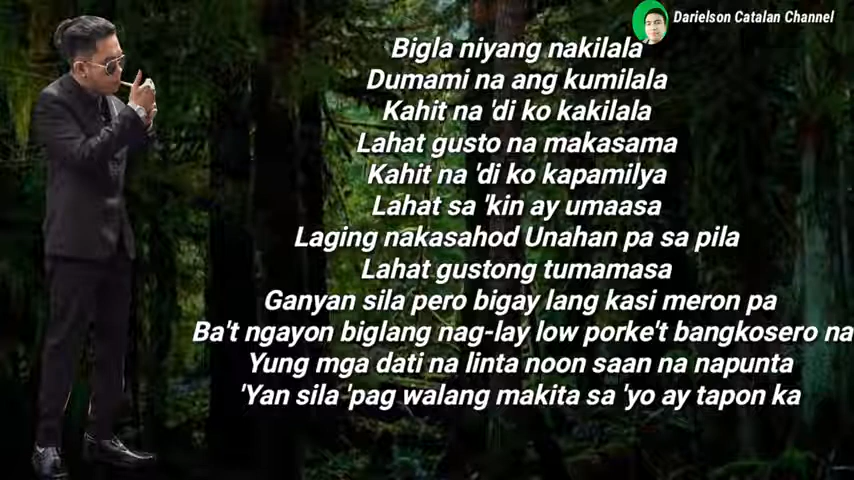 Darielson Catalan Channel
Bigla niyang nakilala
Dumami na ang kumilala
Kahit na 'di ko kakilala
Lahat gusto na makasama
Kahit na 'di ko kapamilya
Lahat sa 'kin ay umaasa
Laging nakasahod Unahan pa sa pila
Lahat gustong tumamasa
Ganyan sila pero bigay lang kasi meron pa
Ba't ngayon biglang nag-lay low porke't bangkosero na
Yung mga dati na linta noon saan na napunta
'Yan sila 'pag walang makita sa 'yo ay tapon ka